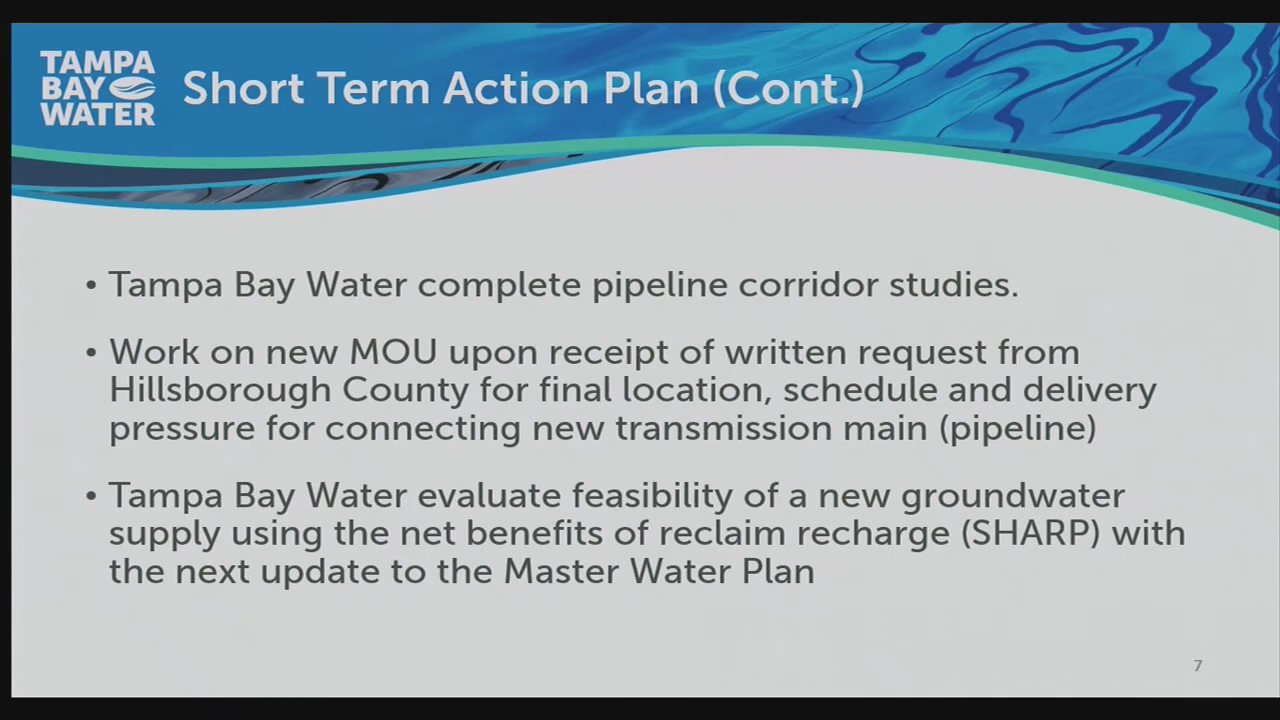 TAMPA
BAY
WATER
Short Term Action Plan (Cont.)
• Tampa Bay Water complete pipeline corridor studies.
• Work on new MOU upon receipt of written request from
Hillsborough County for final location, schedule and delivery
pressure for connecting new transmission main (pipeline)
• Tampa Bay Water evaluate feasibility of a new groundwater
supply using the net benefits of reclaim recharge (SHARP) with
the next update to the Master Water Plan
7